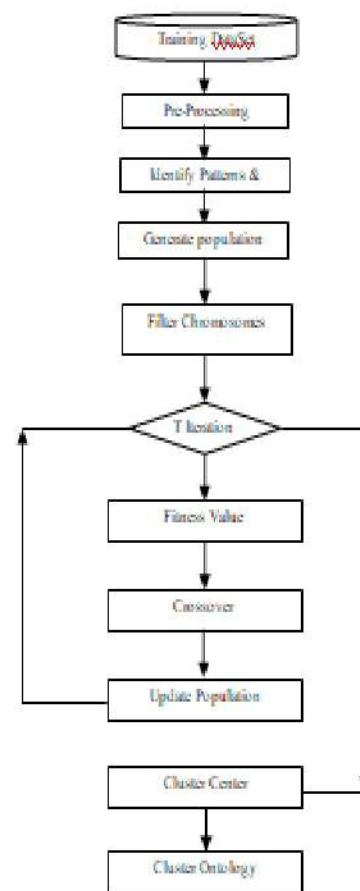 Training DataSet
Pre-Processing
Identify Patterns &
Generate population
Filter Chromosomes
T Iteration
Fitness Value
Crossover
Update Population
Cluster Center
Cluster Ontology